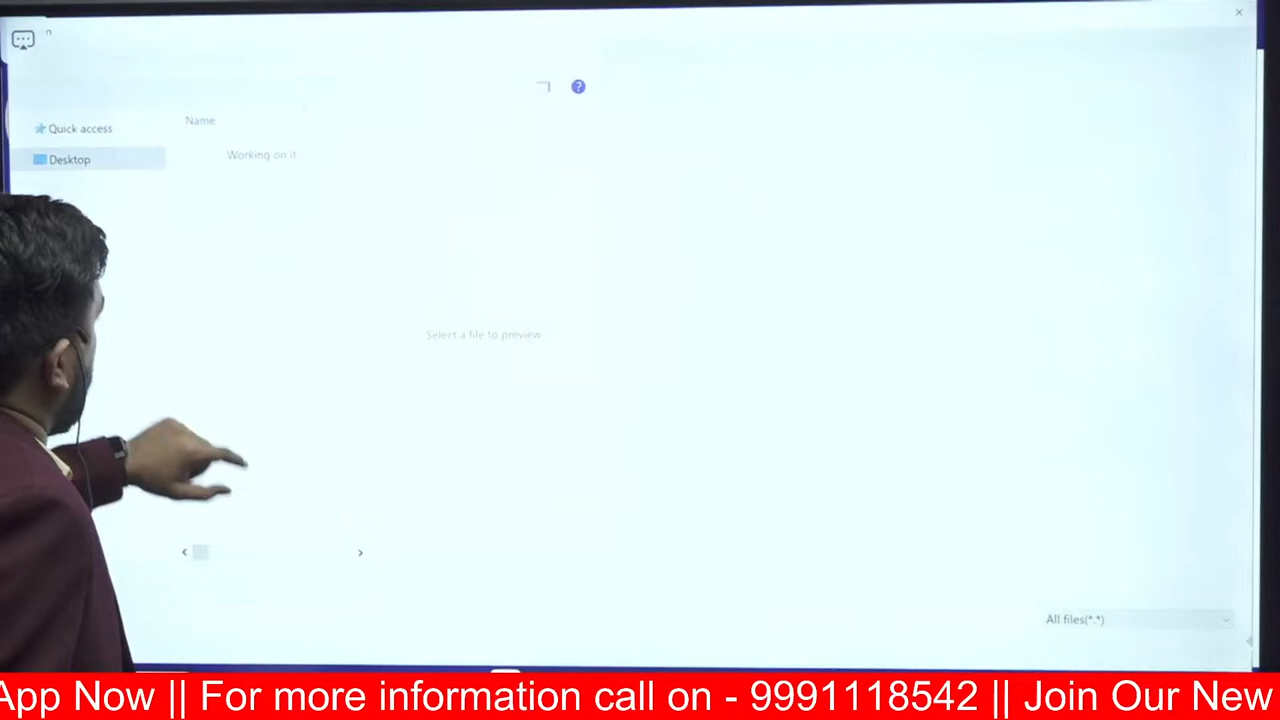 n
?
Quick access
Name
Desktop
Working on it
Select a file to preview.
All files(*.*)
App Now || For more information call on - 9991118542 || Join Our New